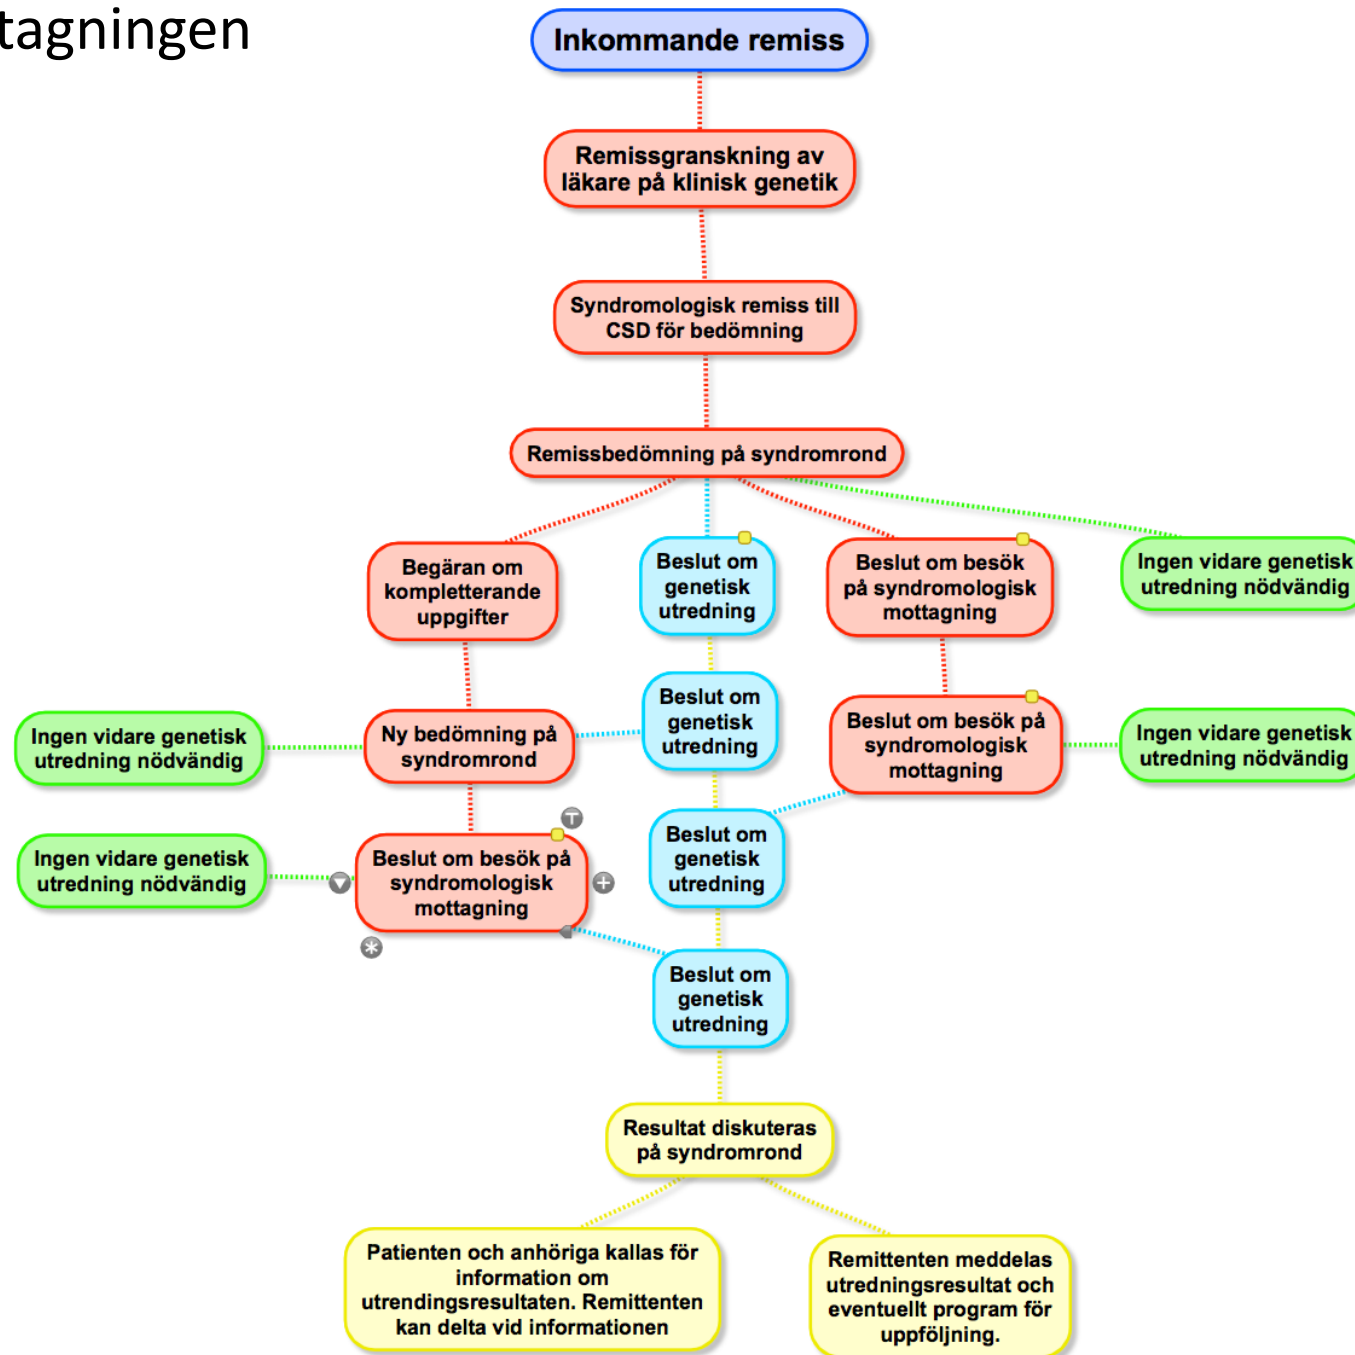 tagningen
Inkommande remiss
Remissgranskning av
läkare på klinisk genetik
Syndromologisk remiss till
CSD för bedömning
Remissbedömning på syndromrond
Begäran om
kompletterande
uppgifter
Beslut om
genetisk
utredning
Beslut om besök
på syndromologisk
mottagning
Ingen vidare genetisk
utredning nödvändig
Ingen vidare genetisk
utredning nödvändig
Ny bedömning på
syndromrond
Beslut om
genetisk
utredning
Beslut om besök på
syndromologisk
mottagning
Ingen vidare genetisk
utredning nödvändig
Ingen vidare genetisk
utredning nödvändig
Beslut om besök på
syndromologisk
mottagning
Beslut om
genetisk
utredning
Beslut om
genetisk
utredning
Resultat diskuteras
på syndromrond
Patienten och anhöriga kallas för
information om
utrendingsresultaten. Remittenten
kan delta vid informationen
Remittenten meddelas
utredningsresultat och
eventuellt program för
uppföljning.